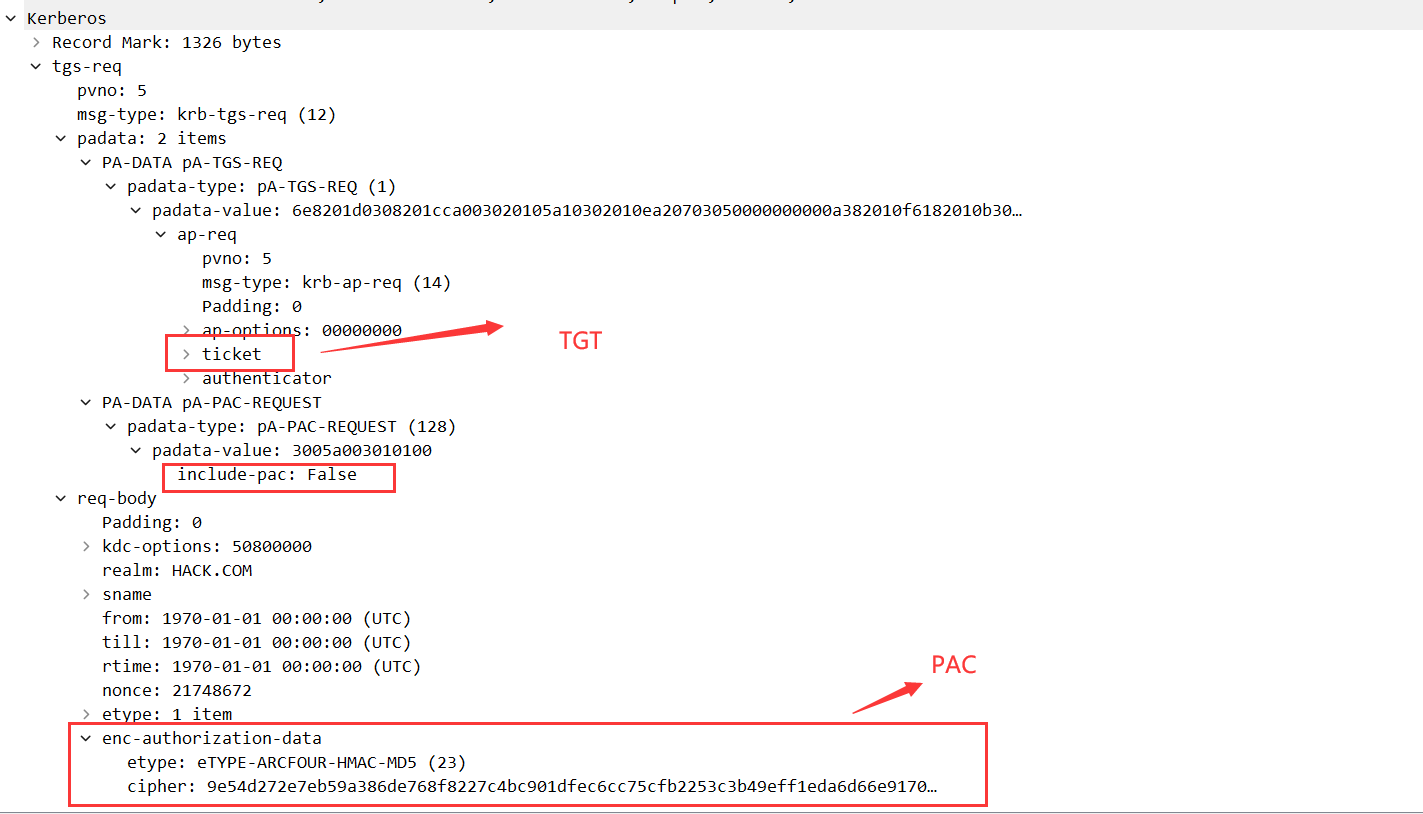 Kerberos
Record Mark: 1326 bytes
tgs-req
pvno: 5
msg-type: krb-tgs-req (12)
padata: 2 items
PA-DATA pA-TGS-REQ
padata-type: pA-TGS-REQ (1)
padata-value: 6e8201d0308201cca003020105a10302010ea20703050000000000a382010f6182010b30…
ap-req
pvno: 5
msg-type: krb-ap-req (14)
Padding: 0
ap-options: 00000000
TGT
ticket
authenticator
PA-DATA pA-PAC-REQUEST
padata-type: pA-PAC-REQUEST (128)
padata-value: 3005a003010100
include-pac: False
req-body
Padding: 0
kdc-options: 50800000
realm: HACK.COM
sname
from: 1970-01-01 00:00:00 (UTC)
till: 1970-01-01 00:00:00 (UTC)
rtime: 1970-01-01 00:00:00 (UTC)
PAC
nonce: 21748672
etype: 1 item
enc-authorization-data
etype: eTYPE-ARCFOUR-HMAC-MD5 (23)
cipher: 9e54d272e7eb59a386de768f8227c4bc901dfec6cc75cfb2253c3b49eff1eda6d66e9170…